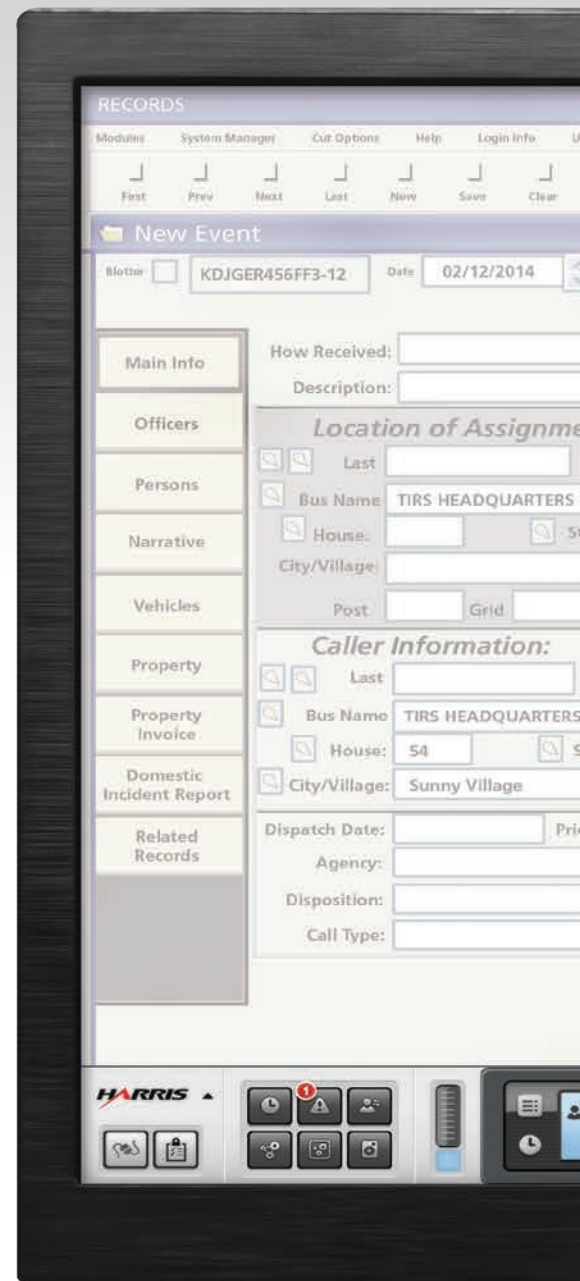 RECORDS
Modules System Manager Cut Options Help Login Info
First Prev Next Last New Save Clear
New Event
Blotter KDJGER456FF3-12 Date 02/12/2014
Main Info
Officers
Persons
Narrative
Vehicles
Property
Property
Invoice
Domestic
Incident Report
Related
Records
How Received:
Description:
Location of Assignme
Last
Bus Name TIRS HEADQUARTERS
House:
City/Village:
Post Grid
Caller Information:
Last
Bus Name TIRS HEADQUARTERS
House: 54
City/Village: Sunny Village
Dispatch Date:
Agency:
Disposition:
Call Type:
HARRIS
1